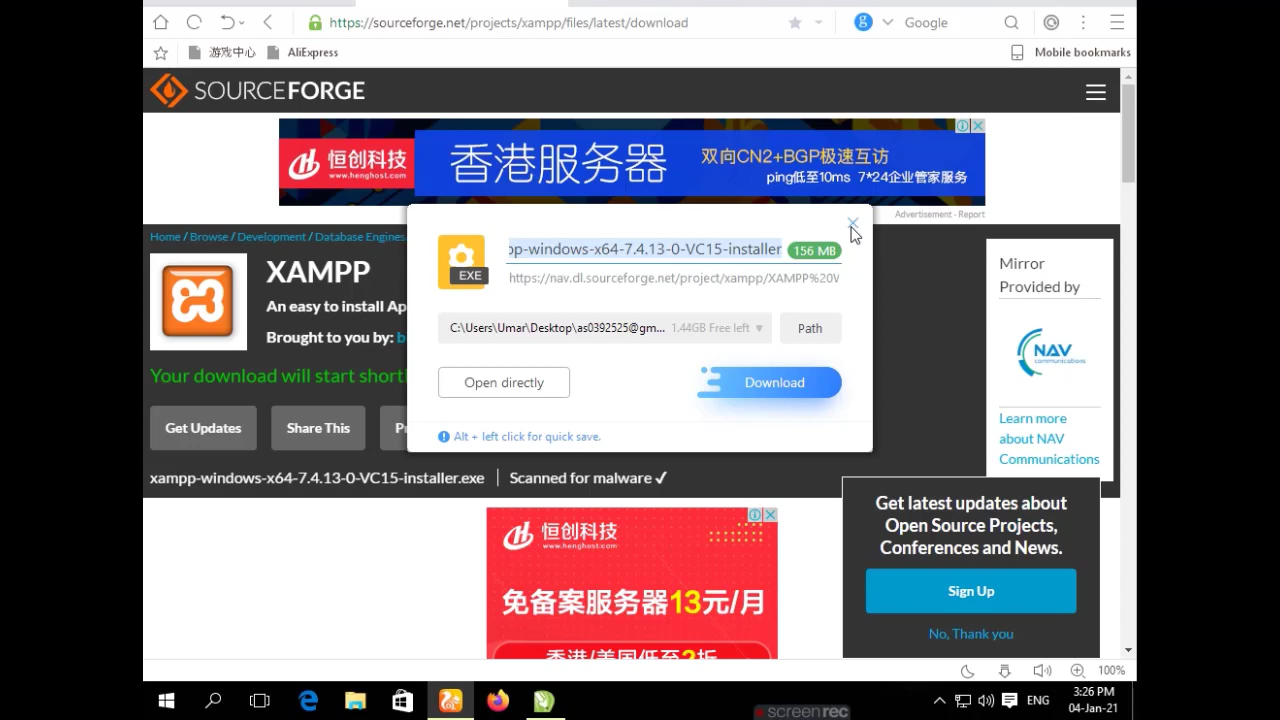 https://sourceforge.net/projects/xampp/files/latest/download
Google
游戏中心
AliExpress
Mobile bookmarks
SOURCEFORGE
恒创科技
www.henghost.com
香港服务器
双向CN2+BGP极速互访
ping低至10ms 7*24企业管家服务
Advertisement - Report
Home / Browse / Development / Database Engines
XAMPP
An easy to install Ap
Brought to you by: b
Your download will start short
Get Updates
Share This
xampp-windows-x64-7.4.13-0-VC15-installer.exe
Scanned for malware ✓
pp-windows-x64-7.4.13-0-VC15-installer
156 MB
EXE
https://nav.dl.sourceforge.net/project/xampp/XAMPP%20V
C:\Users\Umar\Desktop\as0392525@gm...
1.44GB Free left
Path
Open directly
Download
Alt + left click for quick save.
Mirror
Provided by
NAV
communications
Learn more
about NAV
Communications
恒创科技
www.henghost.com
免备案服务器13元/月
香港/美国低至2折
Get latest updates about
Open Source Projects,
Conferences and News.
Sign Up
No, Thank you
100%
ENG
3:26 PM
04-Jan-21
screenrec